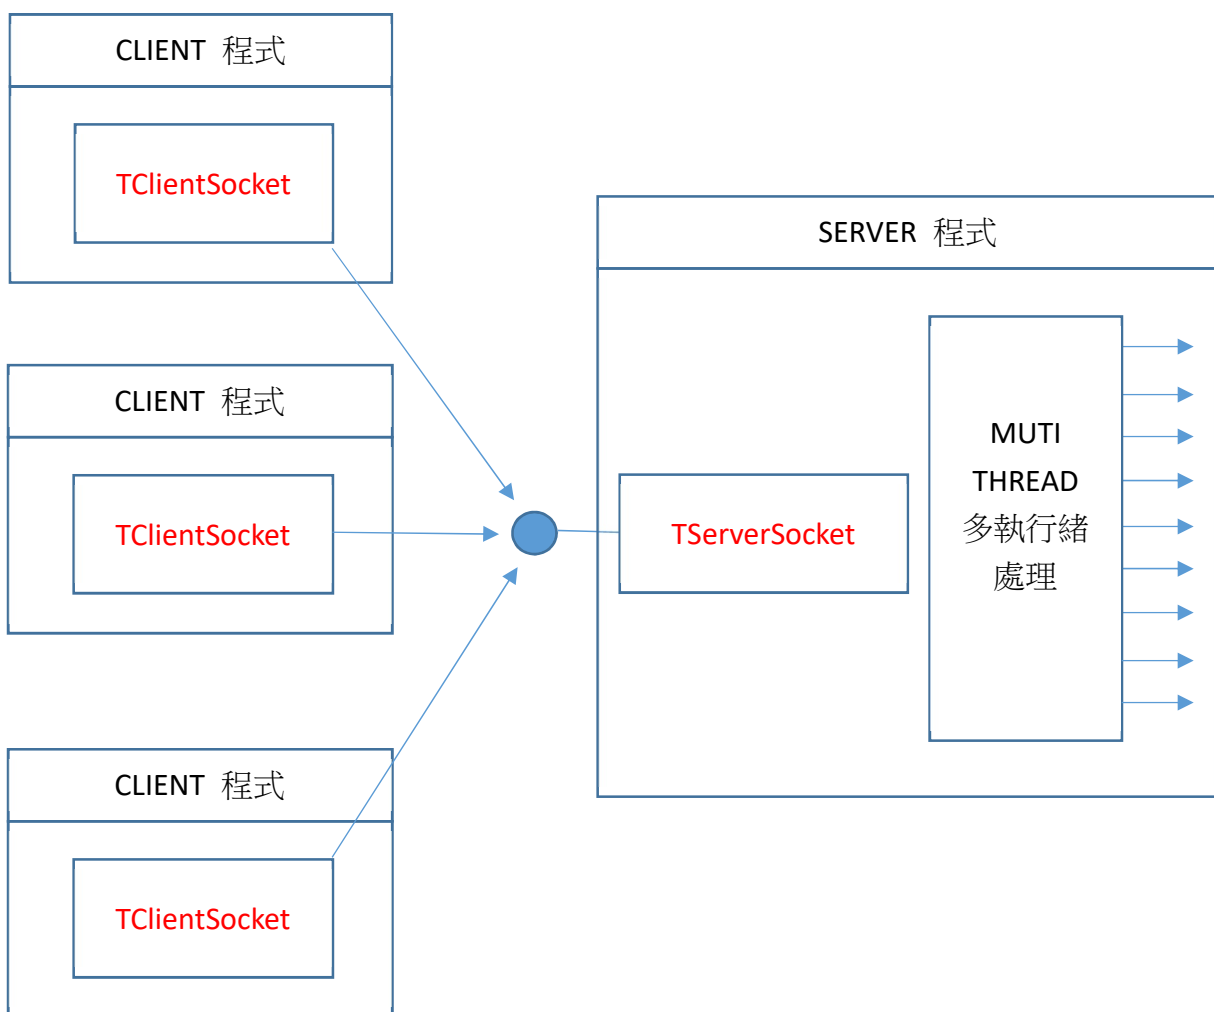 CLIENT 程式
TClientSocket
CLIENT 程式
TClientSocket
CLIENT 程式
TClientSocket
SERVER 程式
TServerSocket
MUTI
THREAD
多執行緒
處理